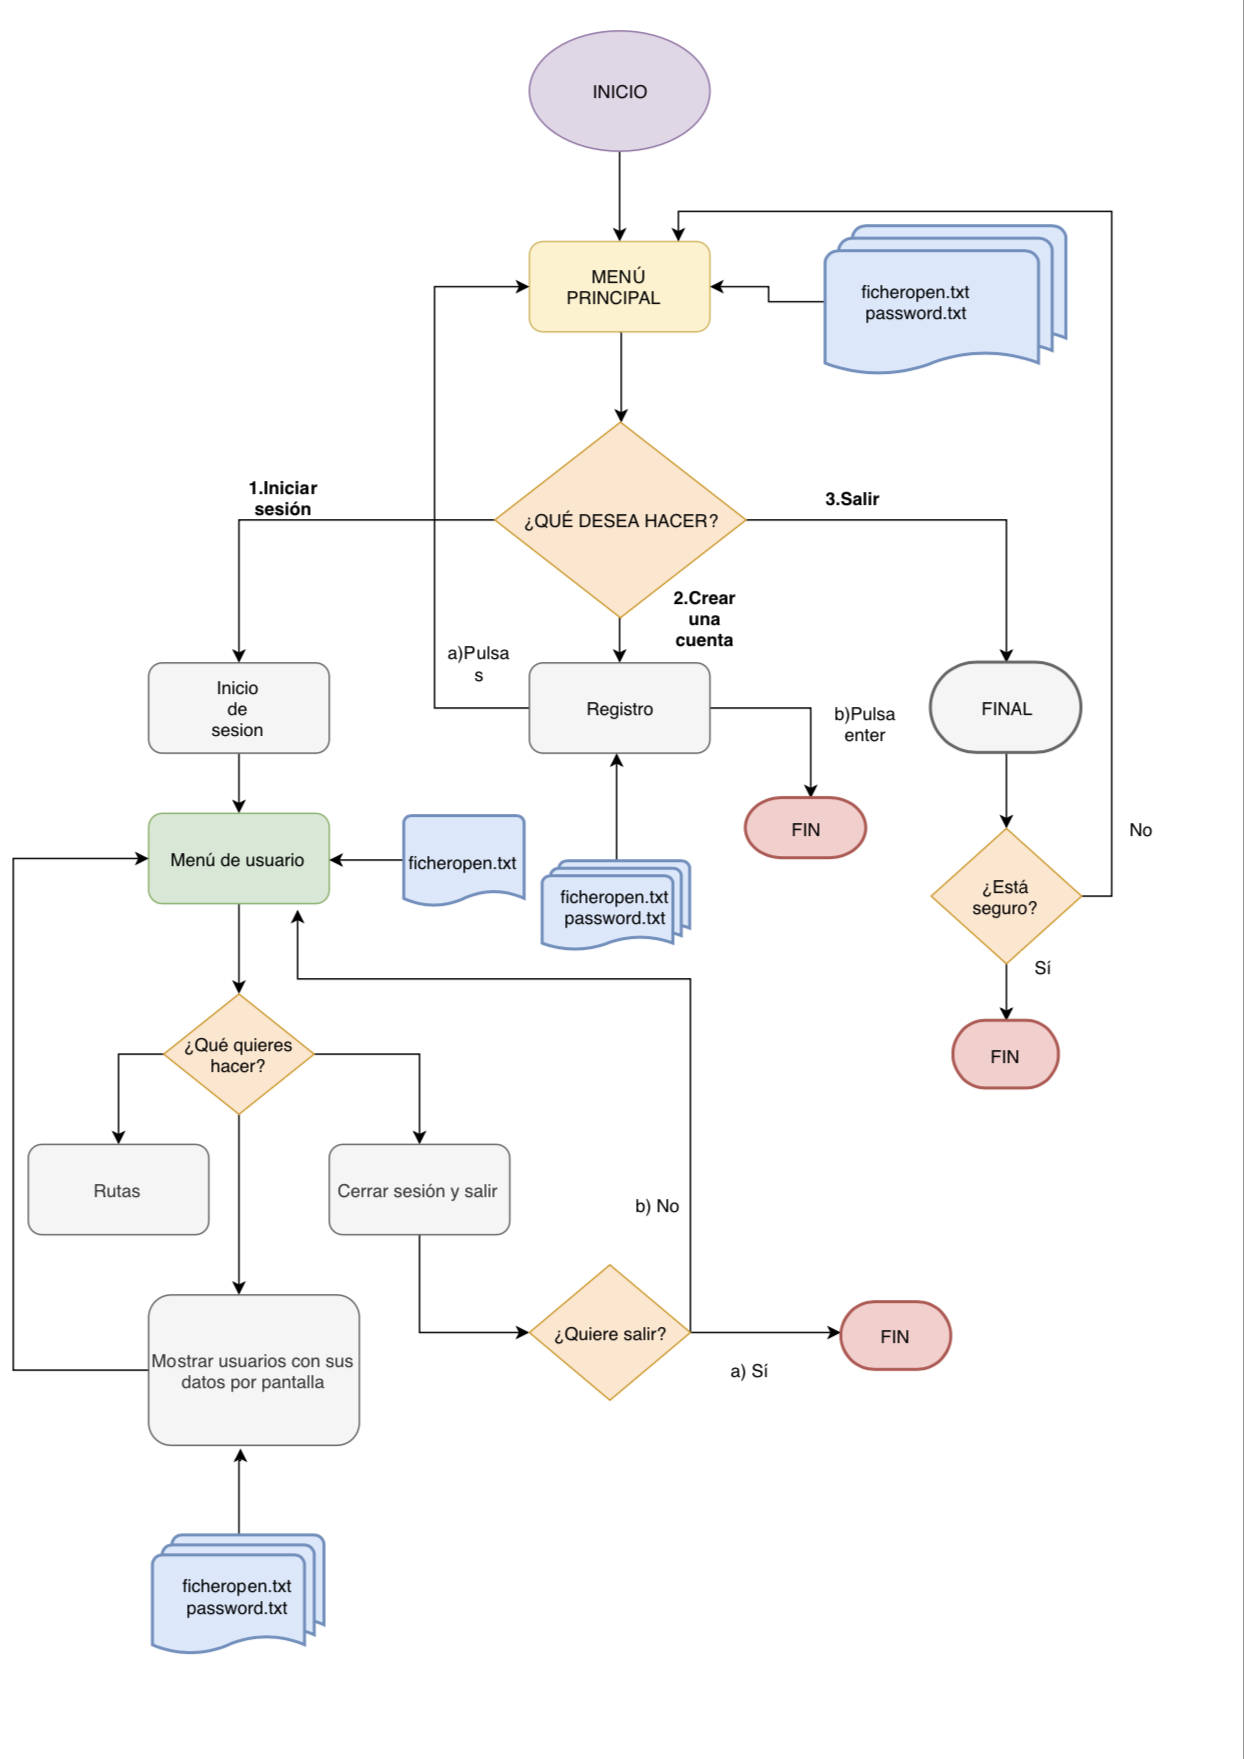 INICIO
MENÚ
PRINCIPAL
ficheropen.txt
password.txt
¿QUÉ DESEA HACER?
1.Iniciar
sesión
3.Salir
2.Crear
una
cuenta
a)Pulsa
s
Inicio
de
sesion
Registro
b)Pulsa
enter
FINAL
FIN
No
Menú de usuario
ficheropen.txt
ficheropen.txt
password.txt
¿Está
seguro?
Sí
FIN
¿Qué quieres
hacer?
Rutas
Cerrar sesión y salir
b) No
¿Quiere salir?
FIN
a) Sí
Mostrar usuarios con sus
datos por pantalla
ficheropen.txt
password.txt